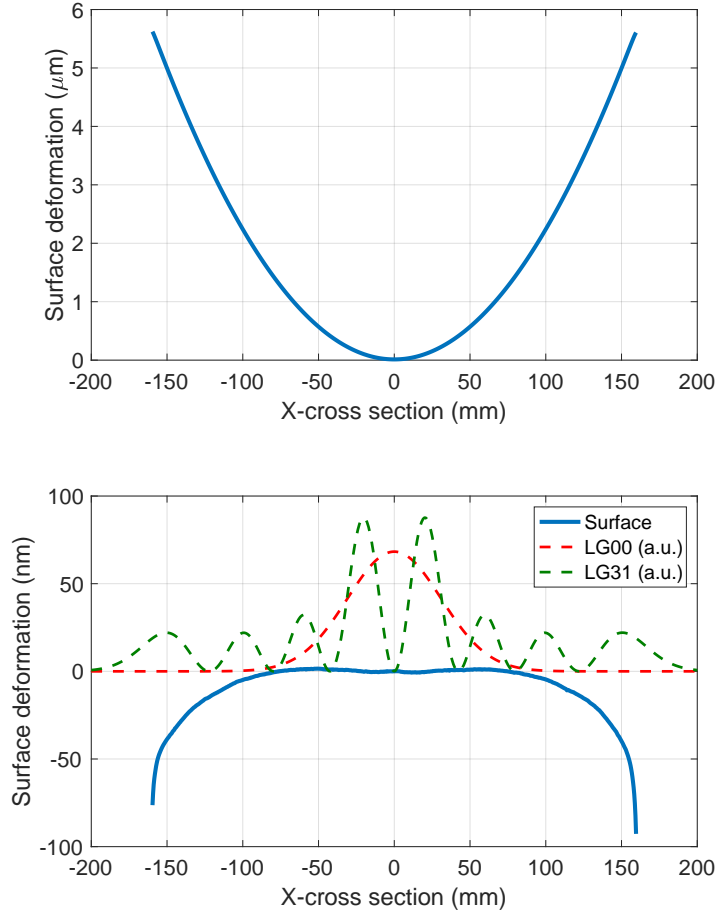 Surface deformation (μm)
6
5
4
3
2
1
0
-200 -150 -100 -50 0 50 100 150 200
X-cross section (mm)
Surface deformation (nm)
100
50
0
-50
-100
Surface
LG00 (a.u.)
LG31 (a.u.)
-200 -150 -100 -50 0 50 100 150 200
X-cross section (mm)